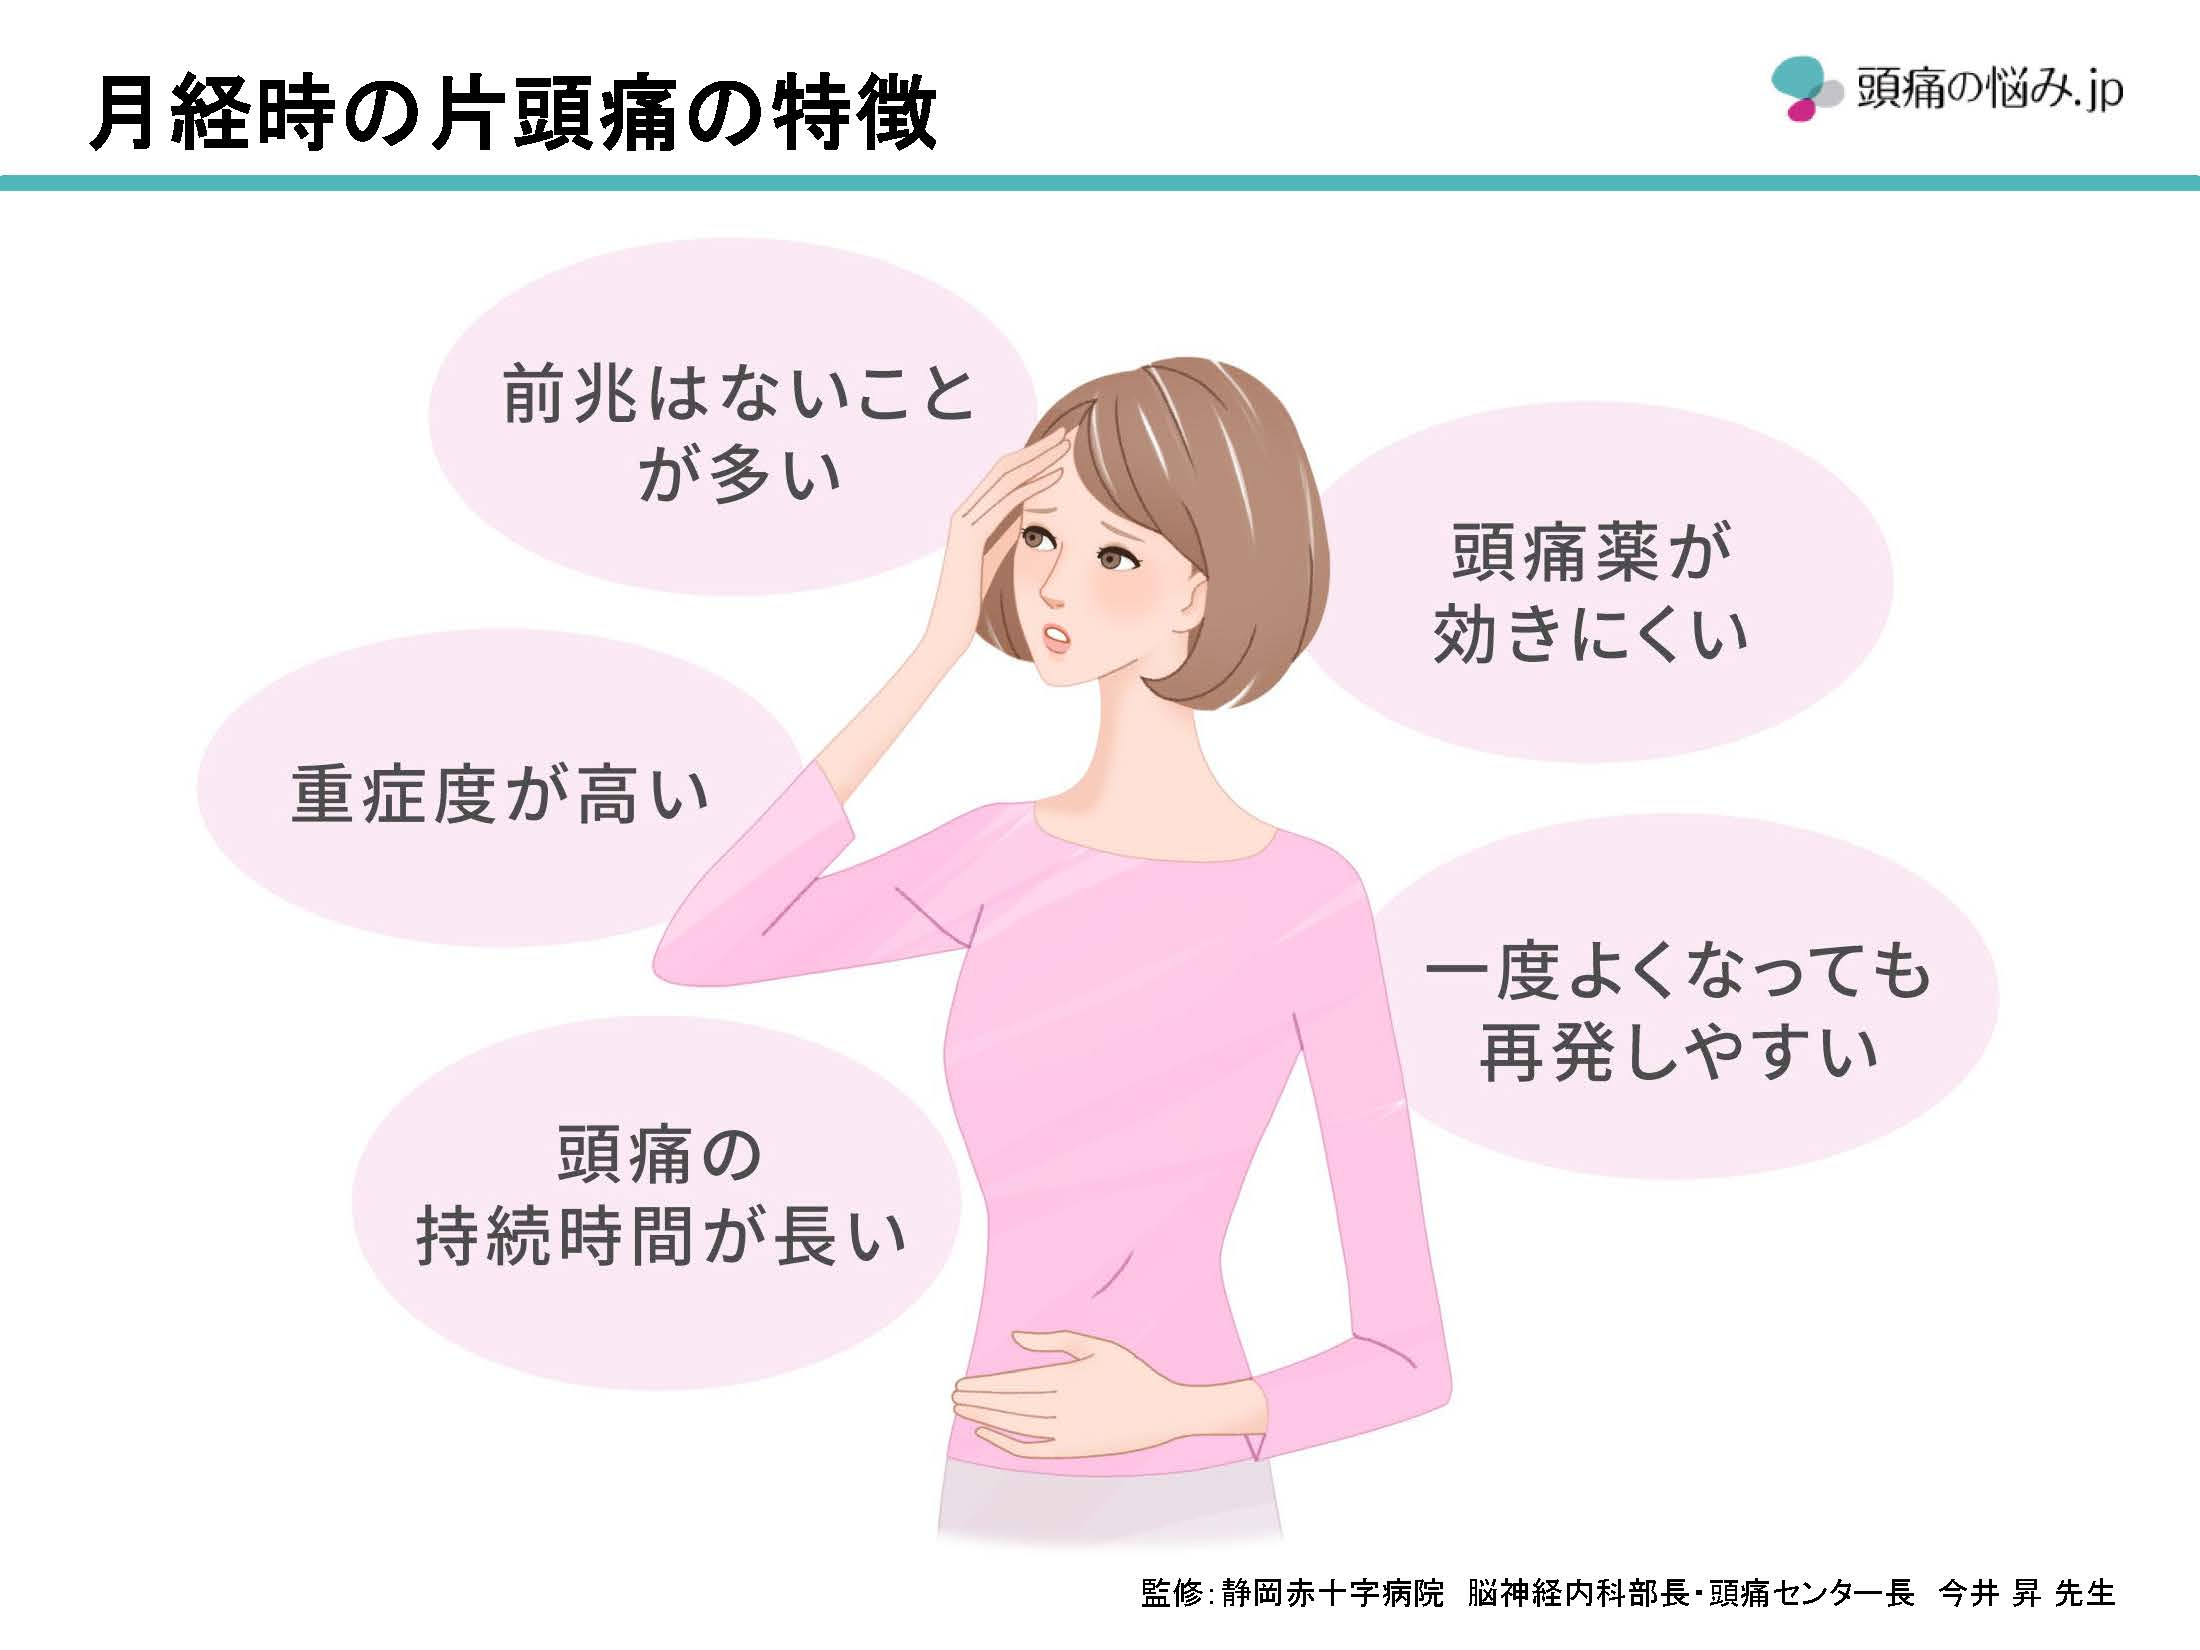 月経時の片頭痛の特徴
頭痛の悩み.jp
前兆はないこと
が多い
頭痛薬が
効きにくい
重症度が高い
一度よくなっても
再発しやすい
頭痛の
持続時間が長い
監修：静岡赤十字病院　脳神経内科部長・頭痛センター長　今井 昇 先生